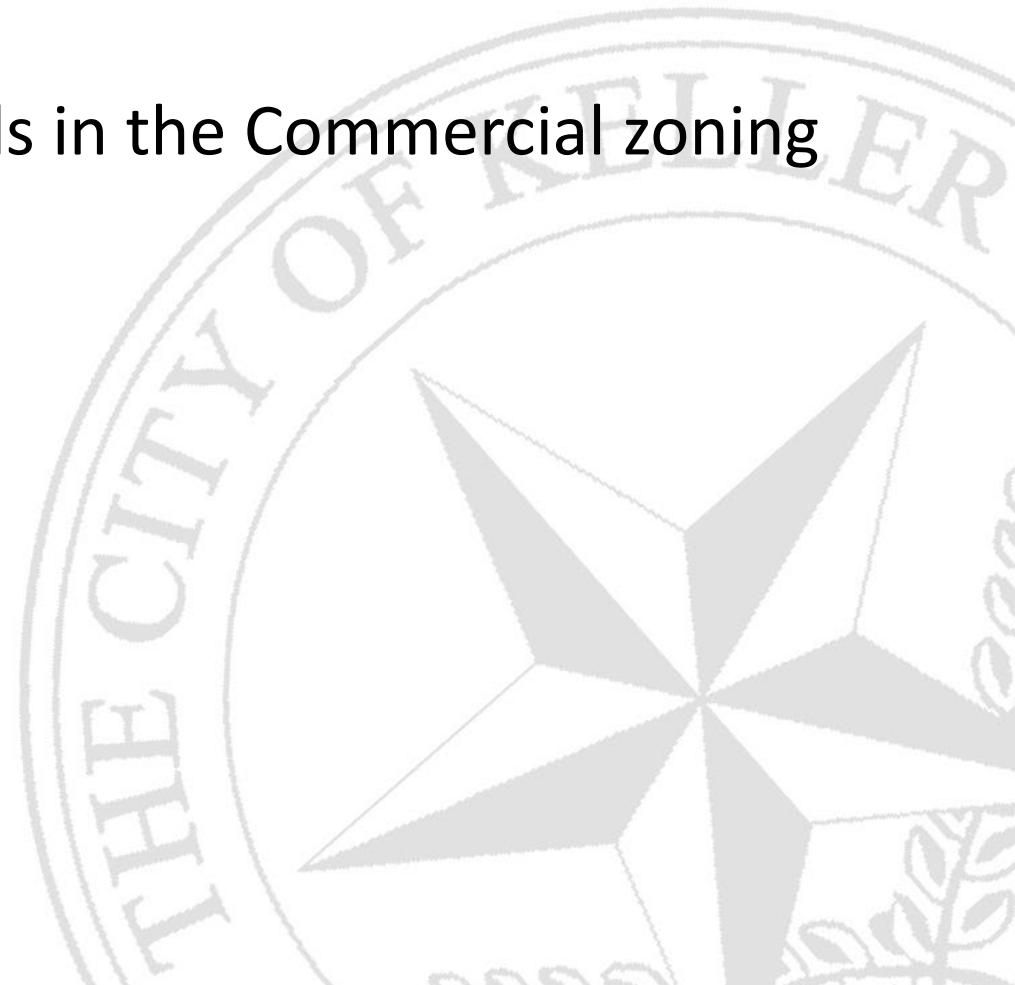 ls in the Commercial zoning
THE CITY OF KELLER